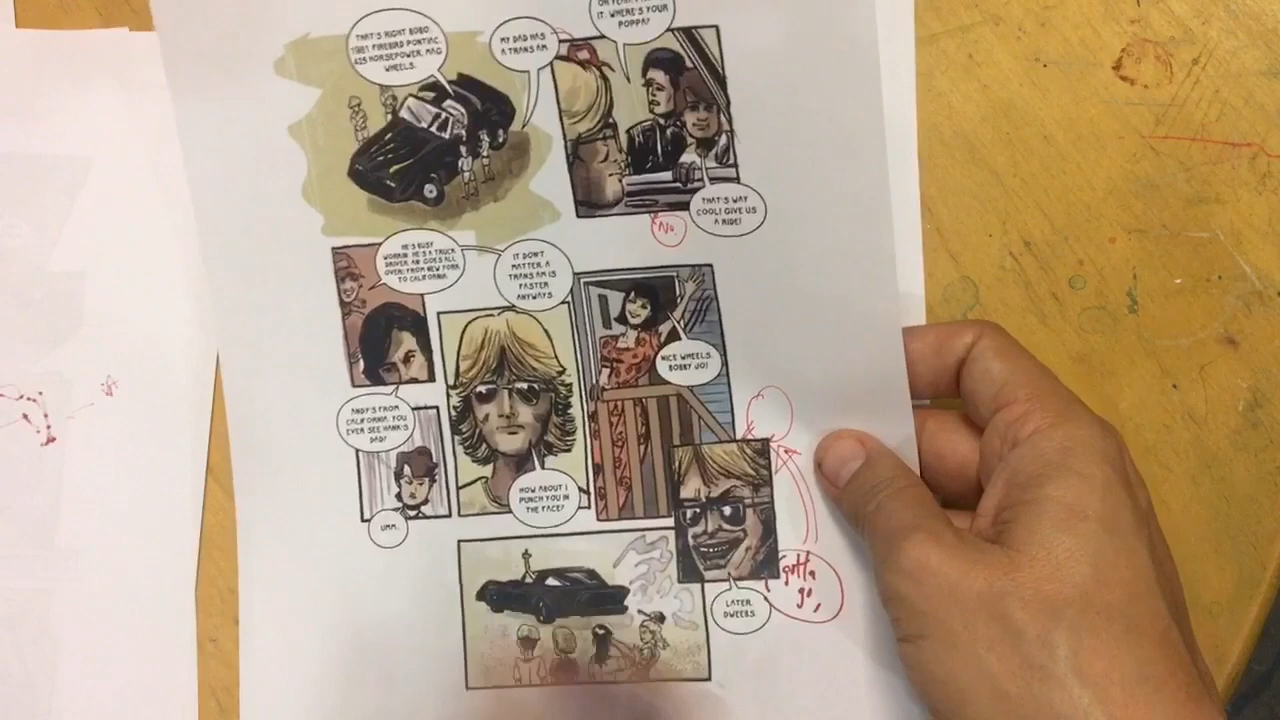 THAT'S RIGHT BOBO.
1981 FIREBIRD PONTIAC.
425 HORSEPOWER, MAG
WHEELS.
MY DAD HAS
A TRANS AM
IT. WHERE'S YOUR
POPPA?
THAT'S WAY
COOL! GIVE US
A RIDE!
No.
HE'S BUSY
WORKIN. HE'S A TRUCK
DRIVER AN' GOES ALL
OVER; FROM NEW YORK
TO CALIFORNIA.
IT DON'T
MATTER. A
TRANS AM IS
FASTER
ANYWAYS.
ANDY'S FROM
CALIFORNIA; YOU
EVER SEE HANK'S
DAD?
UMM.
HOW ABOUT I
PUNCH YOU IN
THE FACE?
NICE WHEELS,
BOBBY JO!
gotta
go,
LATER,
DWEEBS.